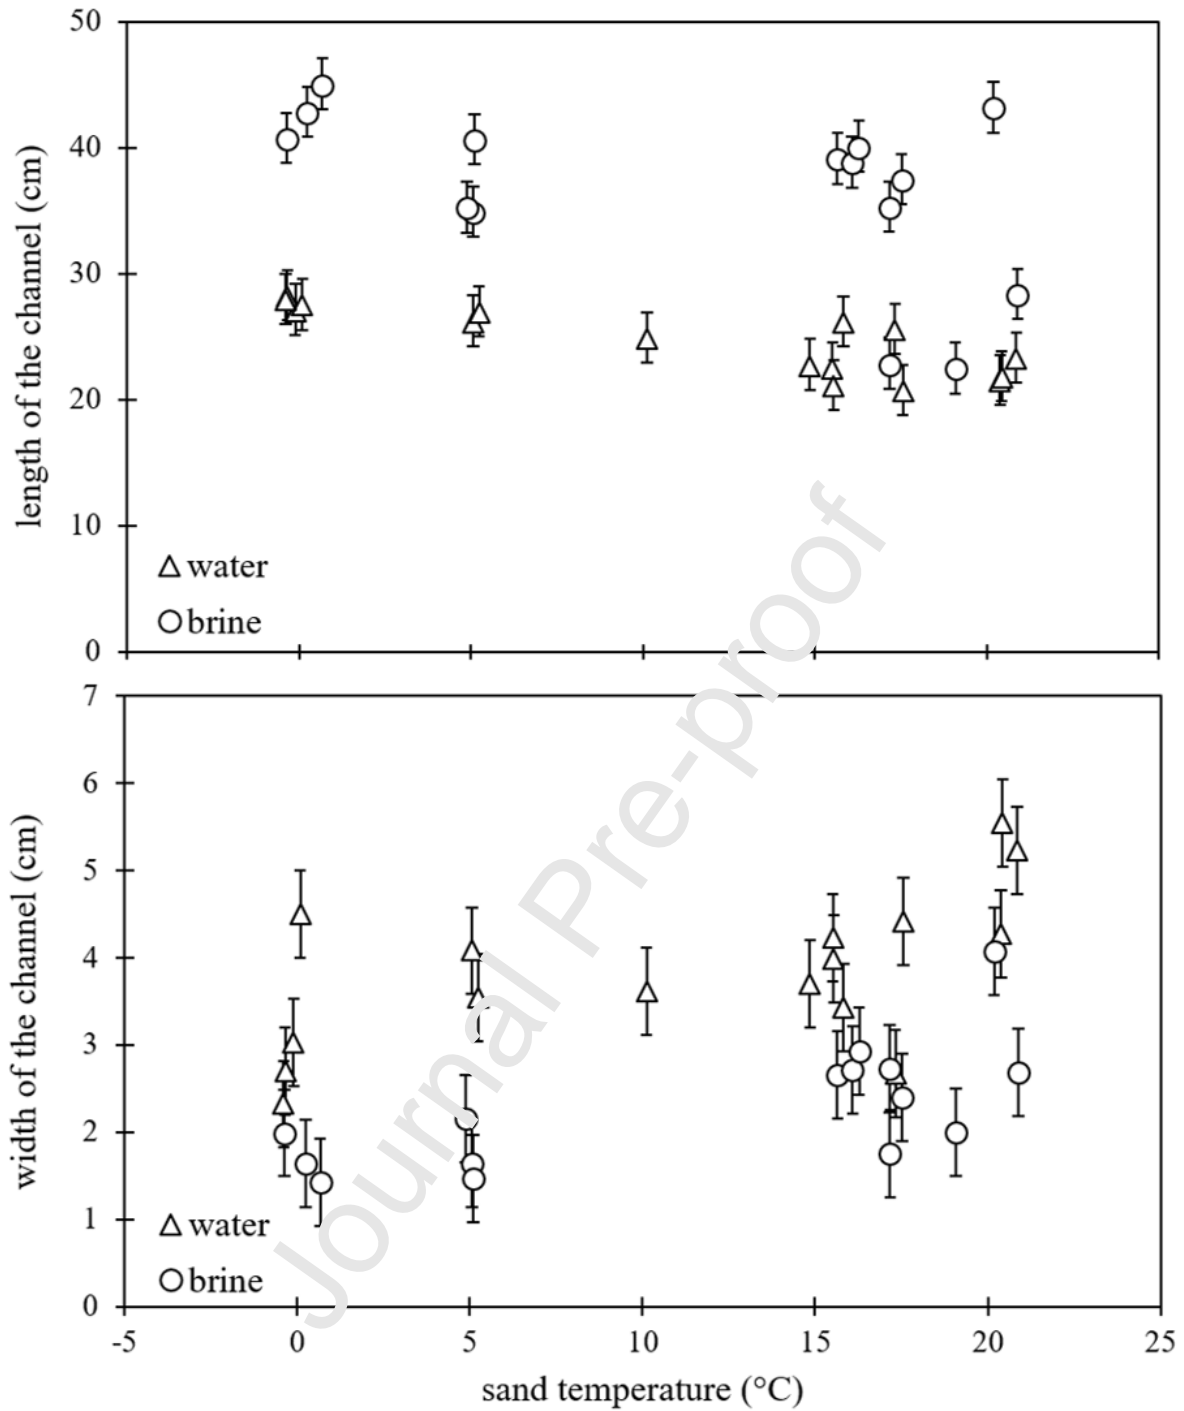 50
40
30
20
10
0
length of the channel (cm)
△ water
○ brine
7
6
5
4
3
2
1
0
width of the channel (cm)
△ water
○ brine
-5 0 5 10 15 20 25
sand temperature (°C)
Journal Pre-proof